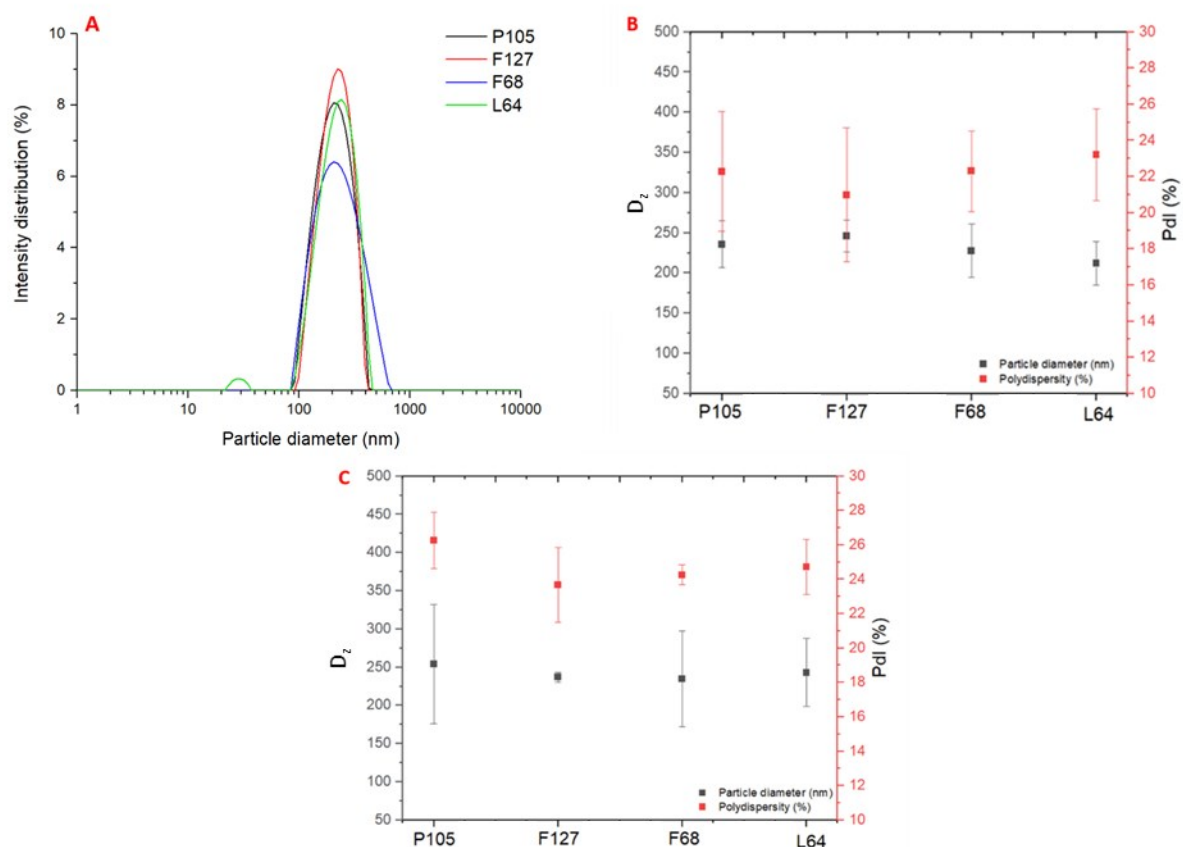 A
P105
F127
F68
L64
10
8
6
4
2
0
Intensity distribution (%)
1
10
100
1000
10000
Particle diameter (nm)
B
500
450
400
350
300
250
200
150
100
50
D_z
30
28
26
24
22
20
18
16
14
12
10
PdI (%)
Particle diameter (nm)
Polydispersity (%)
P105
F127
F68
L64
C
500
450
400
350
300
250
200
150
100
50
D_z
30
28
26
24
22
20
18
16
14
12
10
PdI (%)
Particle diameter (nm)
Polydispersity (%)
P105
F127
F68
L64